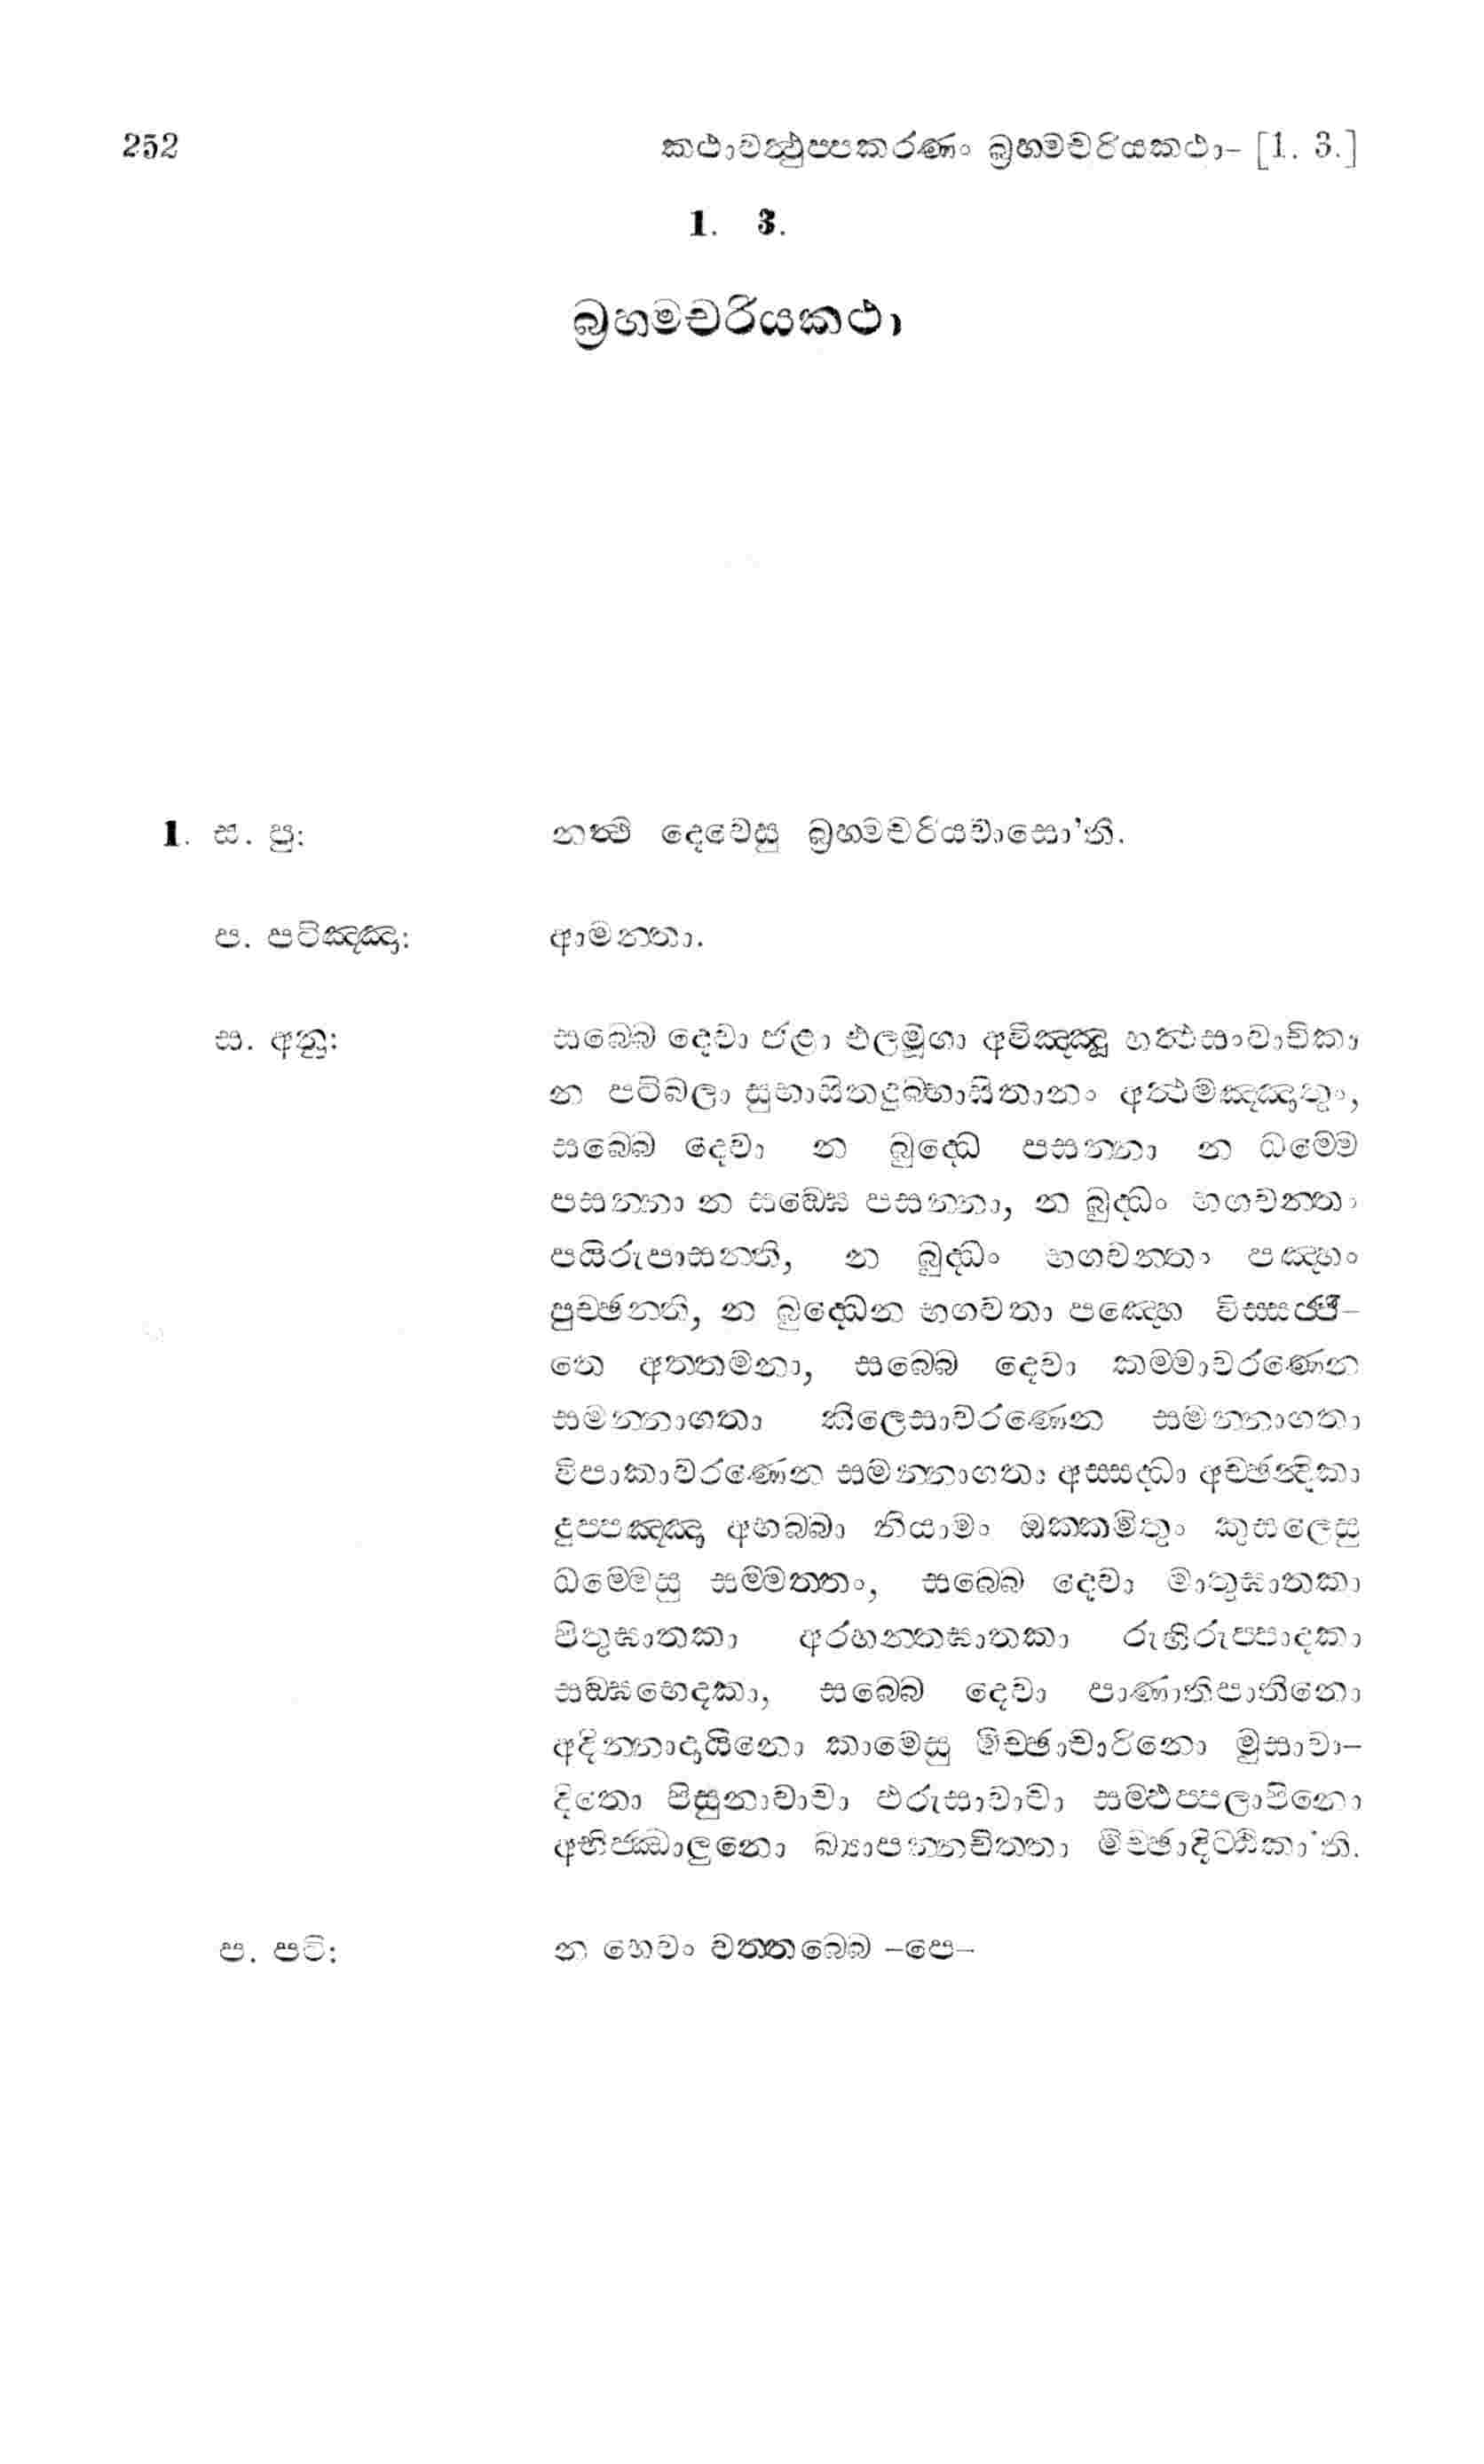 252 කථාවත්ථුප්පකරණං බ්‍රහ්මචරියකථා- [1. 3.]
1. 3.
බ්‍රහ්මචරියකථා
1. ස. පු: නත්ථි දෙවෙසු බ්‍රහ්මචරියවාසො'ති.
ප. පටිඤ්ඤා: ආමන්තා.
ස. අනු: සබ්බෙ දෙවා ජළා එලමූගා අවිඤ්ඤූ හත්ථසංවාචිකා
න පටිබලා සුභාසිතදුබ්භාසිතානං අත්ථමඤ්ඤාතුං,
සබ්බෙ දෙවා න බුද්ධෙ පසන්නා න ධම්මෙ
පසන්නා න සඞ්ඝෙ පසන්නා, න බුද්ධං භගවන්තං
පයිරුපාසන්ති, න බුද්ධං භගවන්තං පඤ්හං
පුච්ඡන්ති, න බුද්ධෙන භගවතා පඤ්හෙ විස්සජ්ජි-
තෙ අත්තමනා, සබ්බෙ දෙවා කම්මාවරණෙන
සමන්නාගතා කිලෙසාවරණෙන සමන්නාගතා
විපාකාවරණෙන සමන්නාගතා අස්සද්ධා අච්ඡන්දිකා
දුප්පඤ්ඤා අභබ්බා නියාමං ඔක්කමිතුං කුසලෙසු
ධම්මෙසු සම්මත්තං, සබ්බෙ දෙවා මාතුඝාතකා
පිතුඝාතකා අරහන්තඝාතකා රුහිරුප්පාදකා
සඞ්ඝභෙදකා, සබ්බෙ දෙවා පාණාතිපාතිනො
අදින්නාදායිනො කාමෙසු මිච්ඡාචාරිනො මුසාවා-
දිනො පිසුනාවාචා ඵරුසාවාචා සම්ඵප්පලාපිනො
අභිජ්ඣාලුනො බ්‍යාපන්නචිත්තා මිච්ඡාදිට්ඨිකා'ති.
ප. පටි: න හෙවං වත්තබ්බෙ -පෙ-